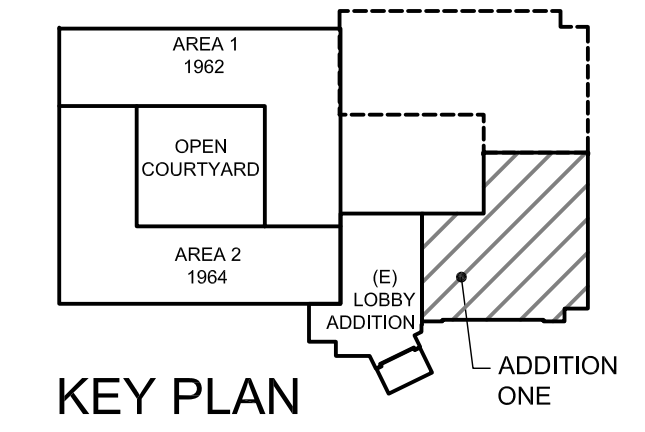 AREA 1
1962
OPEN
COURTYARD
AREA 2
1964
(E)
LOBBY
ADDITION
ADDITION
ONE
KEY PLAN